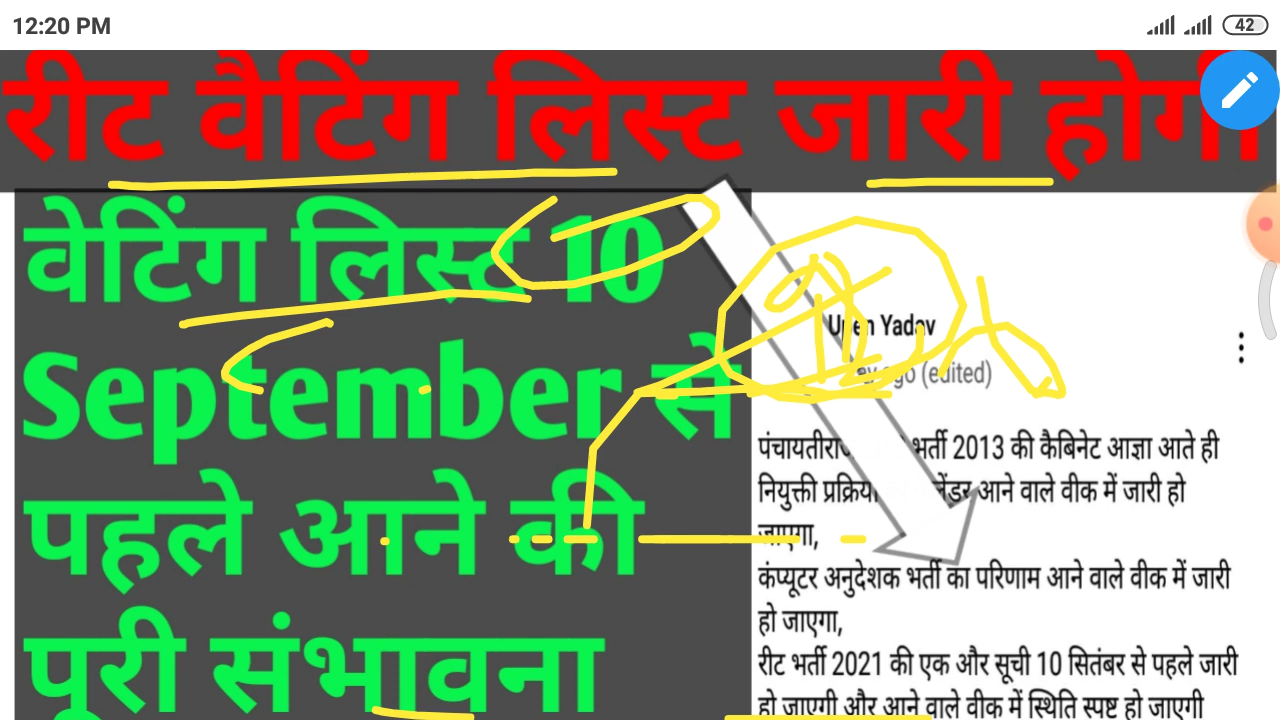 12:20 PM
42
रीट वैटिंग लिस्ट जारी होगी
वेटिंग लिस्ट 10
September से
पहले आने की
पूरी संभावना
Upen Yadav
ago (edited)
भर्ती 2013 की कैबिनेट आज्ञा आते ही
नियुक्ती प्रक्रिया आने वाले वीक में जारी हो
जाएगा,
कंप्यूटर अनुदेशक भर्ती का परिणाम आने वाले वीक में जारी
हो जाएगा,
रीट भर्ती 2021 की एक और सूची 10 सितंबर से पहले जारी
हो जाएगी और आने वाले वीक में स्थिति स्पष्ट हो जाएगी